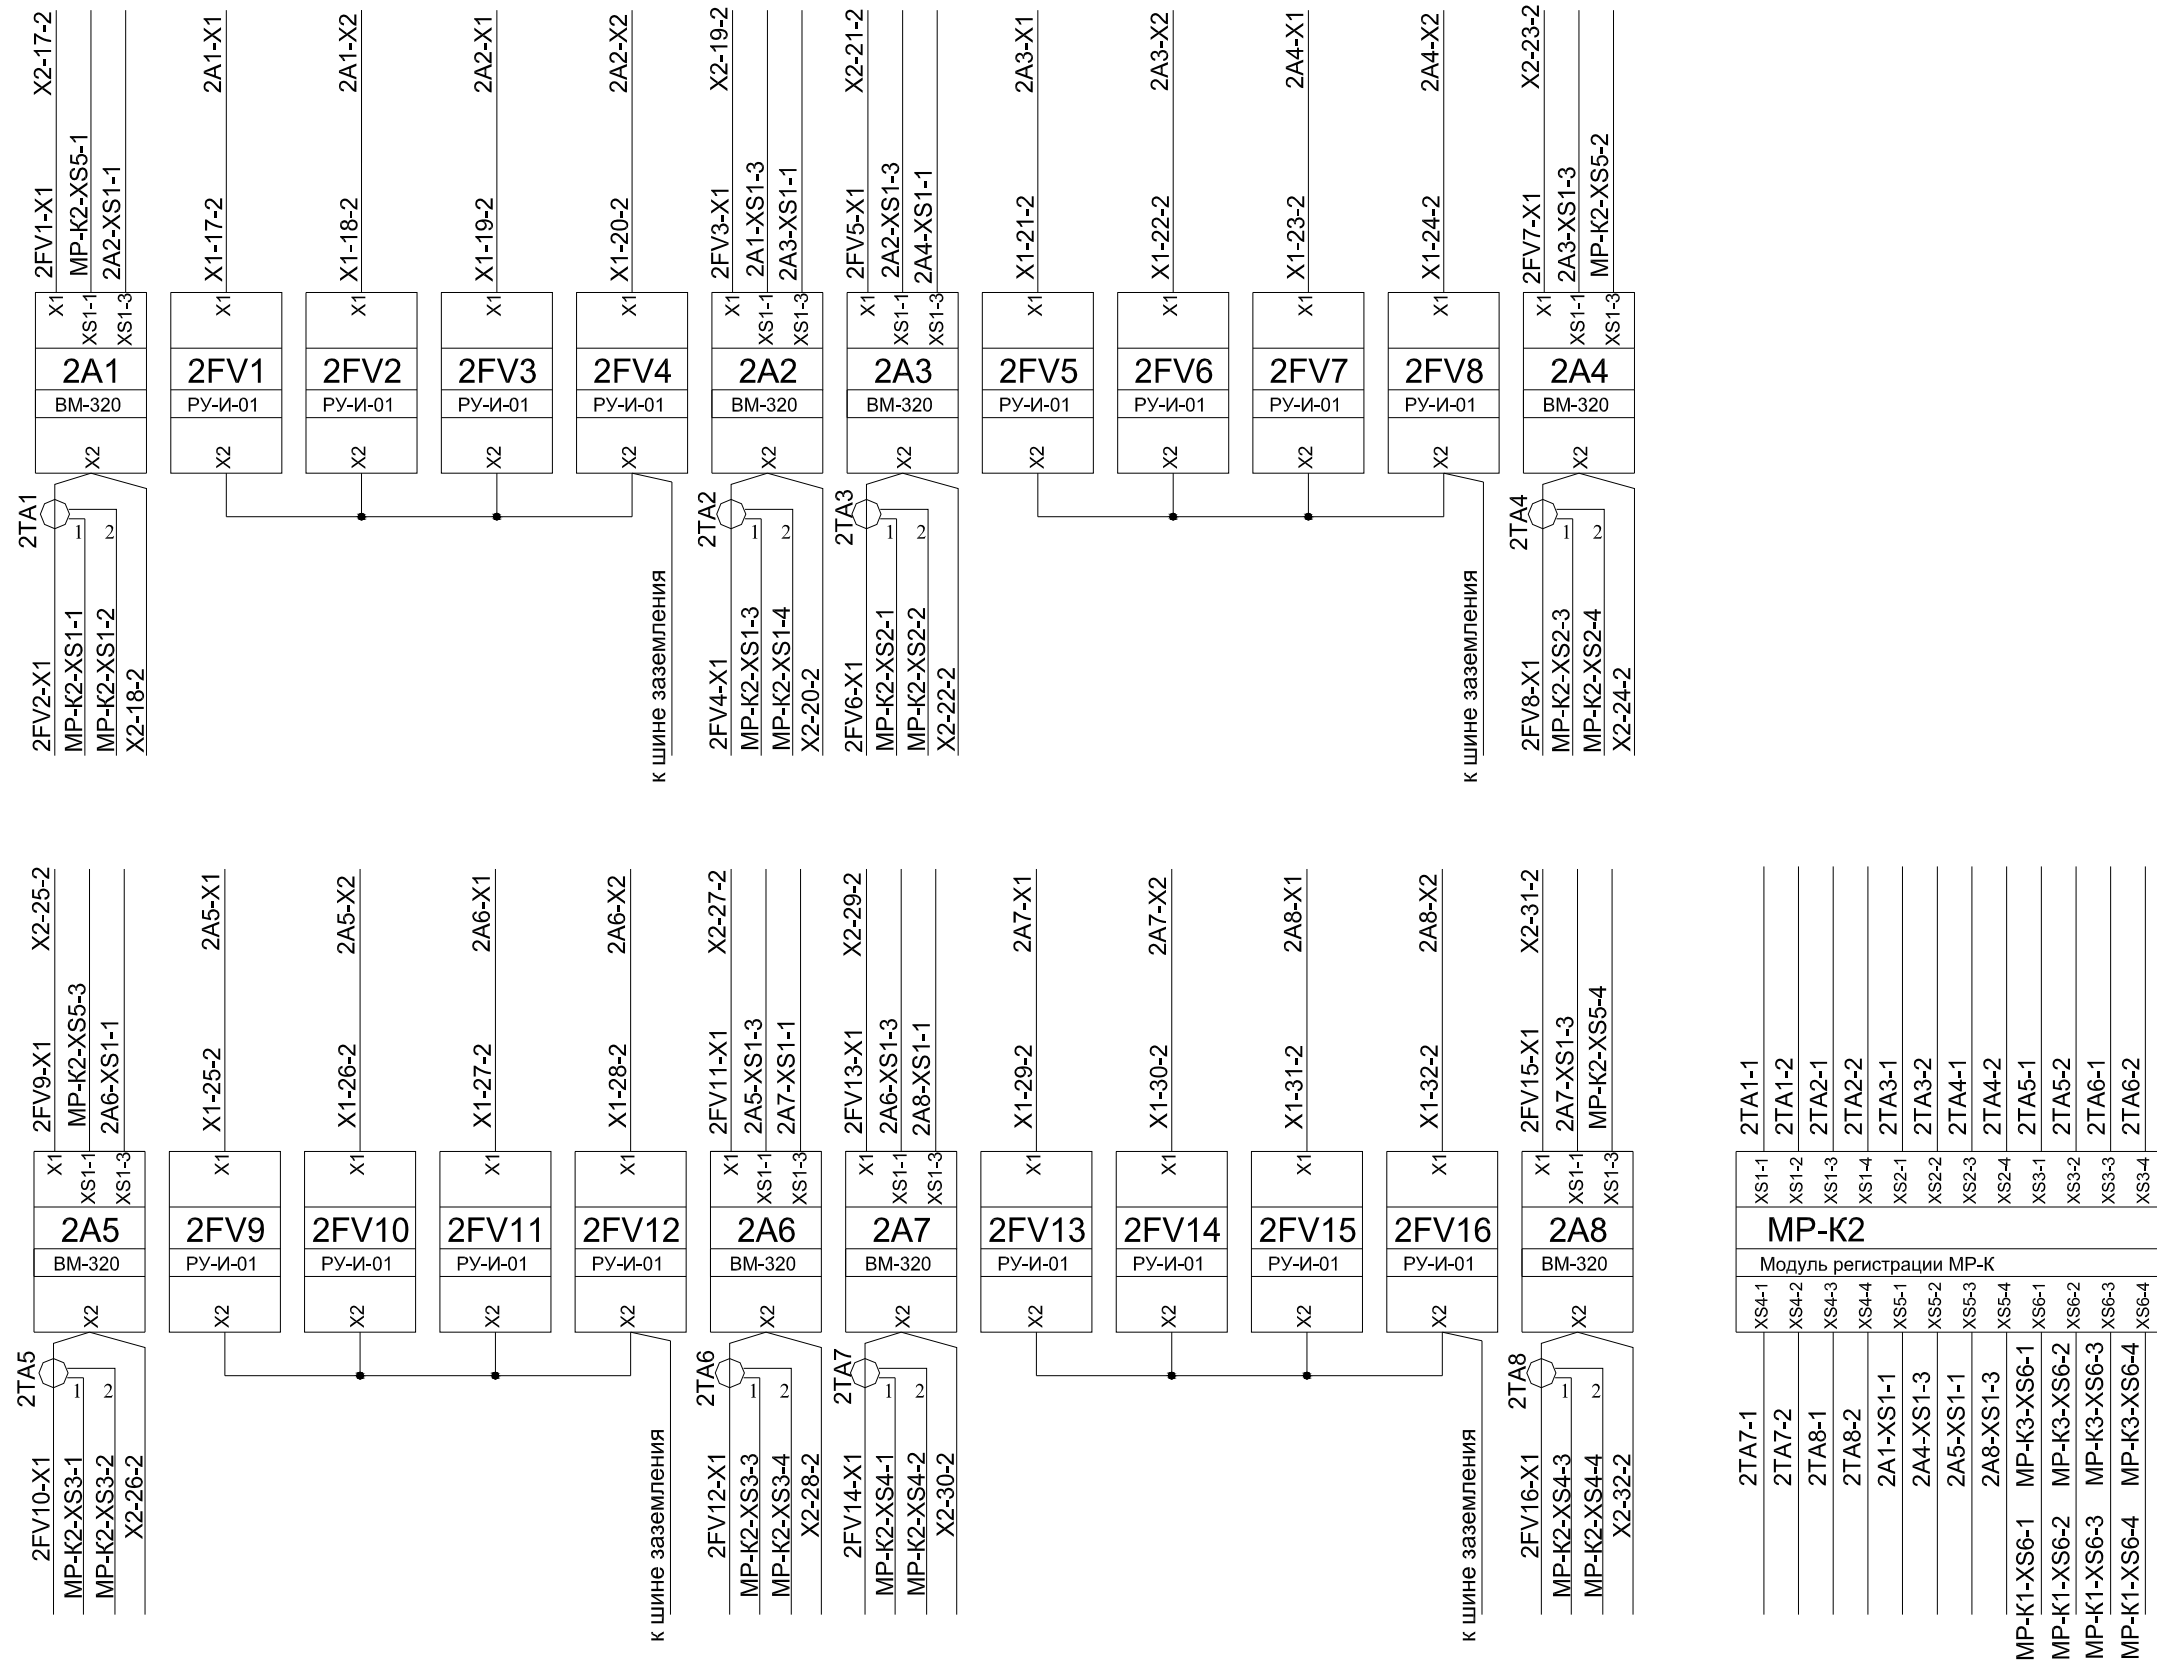 X2-17-2
2A1-X1
2A1-X2
2A2-X1
2A2-X2
X2-19-2
X2-21-2
2A3-X1
2A3-X2
2A4-X1
2A4-X2
X2-23-2
2FV1-X1
МР-К2-XS5-1
2A2-XS1-1
X1-17-2
X1-18-2
X1-19-2
X1-20-2
2FV3-X1
2A1-XS1-3
2A3-XS1-1
2FV5-X1
2A2-XS1-3
2A4-XS1-1
X1-21-2
X1-22-2
X1-23-2
X1-24-2
2FV7-X1
2A3-XS1-3
МР-К2-XS5-2
X1
XS1-1
XS1-3
X1
X1
X1
X1
X1
XS1-1
XS1-3
X1
XS1-1
XS1-3
X1
X1
X1
X1
X1
XS1-1
XS1-3
2A1
2FV1
2FV2
2FV3
2FV4
2A2
2A3
2FV5
2FV6
2FV7
2FV8
2A4
ВМ-320
РУ-И-01
РУ-И-01
РУ-И-01
РУ-И-01
ВМ-320
ВМ-320
РУ-И-01
РУ-И-01
РУ-И-01
РУ-И-01
ВМ-320
X2
X2
X2
X2
X2
X2
X2
X2
X2
X2
X2
X2
2TA1
1
2
2TA2
1
2
2TA3
1
2
2TA4
1
2
2FV2-X1
МР-К2-XS1-1
МР-К2-XS1-2
X2-18-2
к шине заземления
2FV4-X1
МР-К2-XS1-3
МР-К2-XS1-4
X2-20-2
2FV6-X1
МР-К2-XS2-1
МР-К2-XS2-2
X2-22-2
к шине заземления
2FV8-X1
МР-К2-XS2-3
МР-К2-XS2-4
X2-24-2
X2-25-2
2A5-X1
2A5-X2
2A6-X1
2A6-X2
X2-27-2
X2-29-2
2A7-X1
2A7-X2
2A8-X1
2A8-X2
X2-31-2
2FV9-X1
МР-К2-XS5-3
2A6-XS1-1
X1-25-2
X1-26-2
X1-27-2
X1-28-2
2FV11-X1
2A5-XS1-3
2A7-XS1-1
2FV13-X1
2A6-XS1-3
2A8-XS1-1
X1-29-2
X1-30-2
X1-31-2
X1-32-2
2FV15-X1
2A7-XS1-3
МР-К2-XS5-4
2TA1-1
2TA1-2
2TA2-1
2TA2-2
2TA3-1
2TA3-2
2TA4-1
2TA4-2
2TA5-1
2TA5-2
2TA6-1
2TA6-2
X1
XS1-1
XS1-3
X1
X1
X1
X1
X1
XS1-1
XS1-3
X1
XS1-1
XS1-3
X1
X1
X1
X1
X1
XS1-1
XS1-3
XS1-1
XS1-2
XS1-3
XS1-4
XS2-1
XS2-2
XS2-3
XS2-4
XS3-1
XS3-2
XS3-3
XS3-4
2A5
2FV9
2FV10
2FV11
2FV12
2A6
2A7
2FV13
2FV14
2FV15
2FV16
2A8
МР-К2
ВМ-320
РУ-И-01
РУ-И-01
РУ-И-01
РУ-И-01
ВМ-320
ВМ-320
РУ-И-01
РУ-И-01
РУ-И-01
РУ-И-01
ВМ-320
Модуль регистрации МР-К
X2
X2
X2
X2
X2
X2
X2
X2
X2
X2
X2
X2
XS4-1
XS4-2
XS4-3
XS4-4
XS5-1
XS5-2
XS5-3
XS5-4
XS6-1
XS6-2
XS6-3
XS6-4
2TA5
1
2
2TA6
1
2
2TA7
1
2
2TA8
1
2
2FV10-X1
МР-К2-XS3-1
МР-К2-XS3-2
X2-26-2
к шине заземления
2FV12-X1
МР-К2-XS3-3
МР-К2-XS3-4
X2-28-2
2FV14-X1
МР-К2-XS4-1
МР-К2-XS4-2
X2-30-2
к шине заземления
2FV16-X1
МР-К2-XS4-3
МР-К2-XS4-4
X2-32-2
2TA7-1
2TA7-2
2TA8-1
2TA8-2
2A1-XS1-1
2A4-XS1-3
2A5-XS1-1
2A8-XS1-3
МР-К1-XS6-1 МР-К3-XS6-1
МР-К1-XS6-2 МР-К3-XS6-2
МР-К1-XS6-3 МР-К3-XS6-3
МР-К1-XS6-4 МР-К3-XS6-4